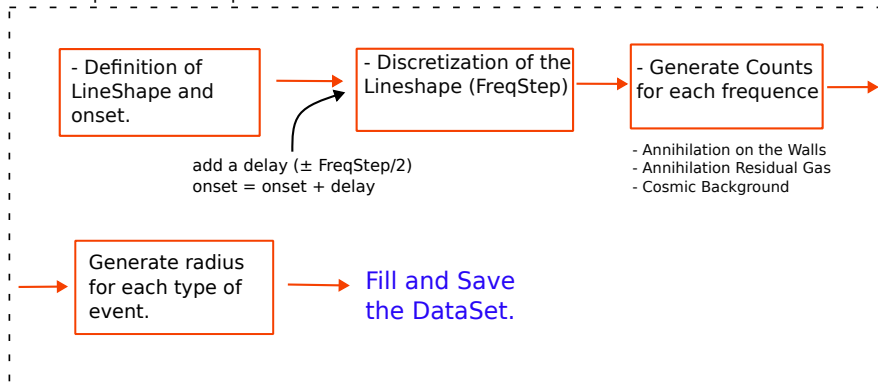 - Definition of
LineShape and
onset.
- Discretization of the
Lineshape (FreqStep)
- Generate Counts
for each frequence
add a delay (± FreqStep/2)
onset = onset + delay
- Annihilation on the Walls
- Annihilation Residual Gas
- Cosmic Background
Generate radius
for each type of
event.
Fill and Save
the DataSet.